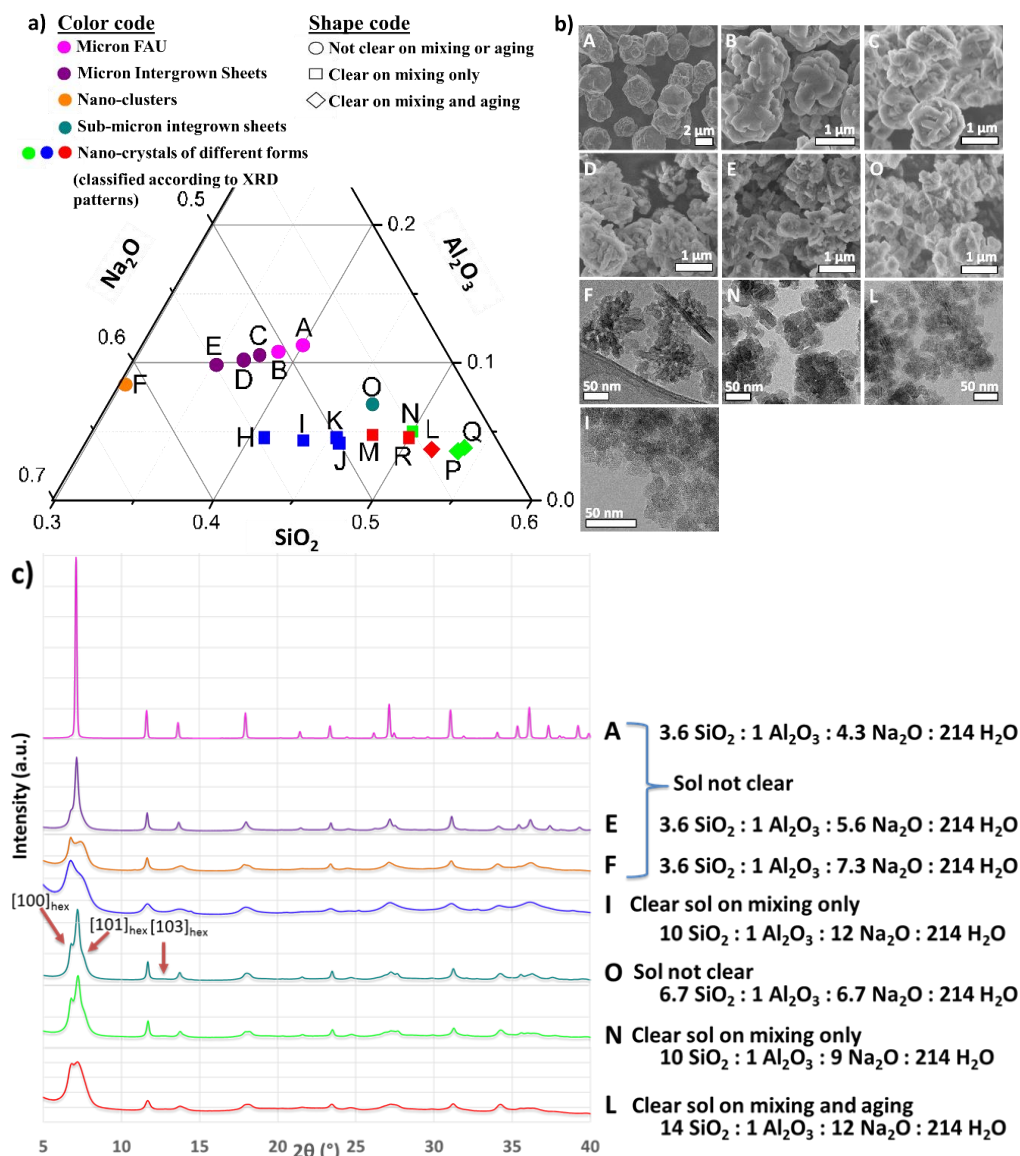 a)
Color code
Micron FAU
Micron Intergrown Sheets
Nano-clusters
Sub-micron integrown sheets
Nano-crystals of different forms
(classified according to XRD
patterns)
Shape code
Not clear on mixing or aging
Clear on mixing only
Clear on mixing and aging
0.5
0.2
Na₂O
Al₂O₃
0.6
0.1
E
D
C
B
A
F
O
H
I
K
J
M
N
R
L
P
Q
0.7
0.0
0.3
0.4
0.5
0.6
SiO₂
b)
A
2 µm
B
1 µm
C
1 µm
D
1 µm
E
1 µm
O
1 µm
F
50 nm
N
50 nm
L
50 nm
I
50 nm
c)
Intensity (a.u.)
[100]hex
[101]hex
[103]hex
5
10
15
20
25
30
35
40
2θ (°)
A 3.6 SiO₂ : 1 Al₂O₃ : 4.3 Na₂O : 214 H₂O
Sol not clear
E 3.6 SiO₂ : 1 Al₂O₃ : 5.6 Na₂O : 214 H₂O
F 3.6 SiO₂ : 1 Al₂O₃ : 7.3 Na₂O : 214 H₂O
I Clear sol on mixing only
10 SiO₂ : 1 Al₂O₃ : 12 Na₂O : 214 H₂O
O Sol not clear
6.7 SiO₂ : 1 Al₂O₃ : 6.7 Na₂O : 214 H₂O
N Clear sol on mixing only
10 SiO₂ : 1 Al₂O₃ : 9 Na₂O : 214 H₂O
L Clear sol on mixing and aging
14 SiO₂ : 1 Al₂O₃ : 12 Na₂O : 214 H₂O